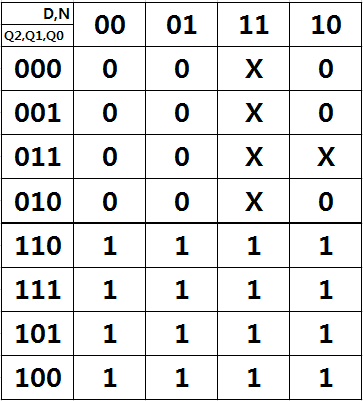 D,N 00 01 11 10
Q2,Q1,Q0
000 0 0 X 0
001 0 0 X 0
011 0 0 X X
010 0 0 X 0
110 1 1 1 1
111 1 1 1 1
101 1 1 1 1
100 1 1 1 1